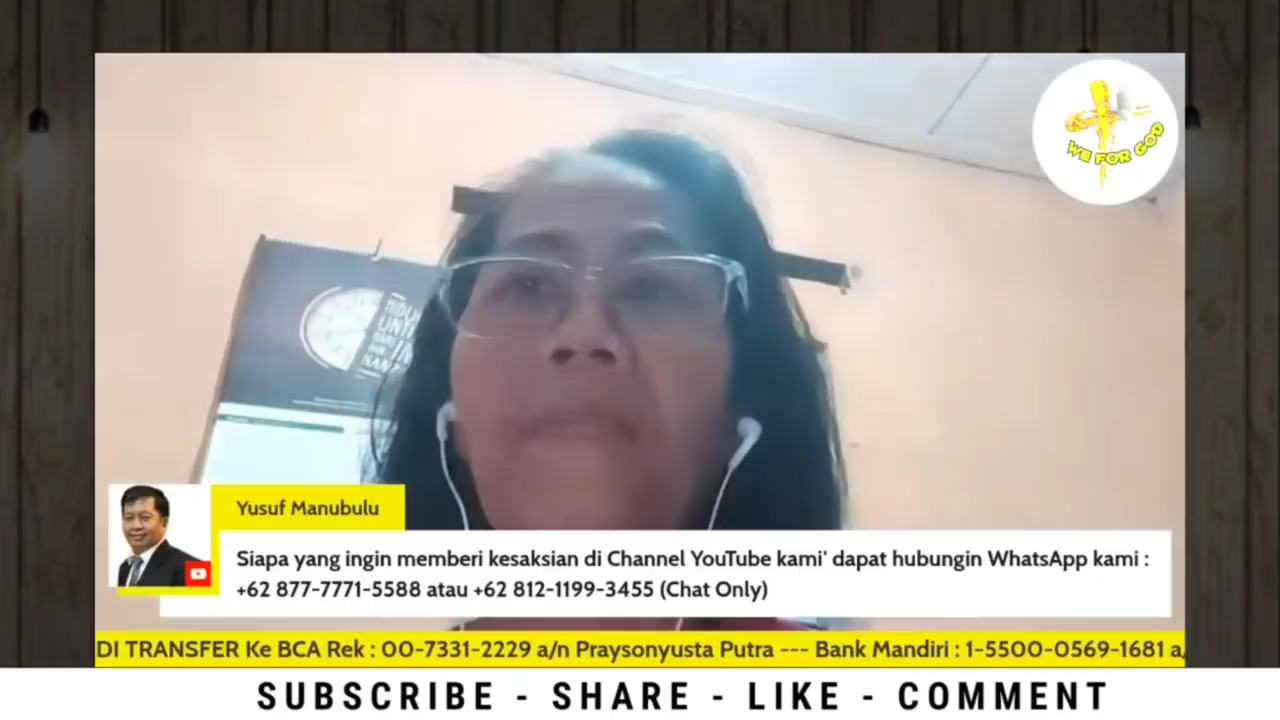 WE FOR GOD
HIDUP
UNTUK
Yusuf Manubulu
Siapa yang ingin memberi kesaksian di Channel YouTube kami' dapat hubungin WhatsApp kami :
+62 877-7771-5588 atau +62 812-1199-3455 (Chat Only)
DI TRANSFER Ke BCA Rek : 00-7331-2229 a/n Praysonyusta Putra --- Bank Mandiri : 1-5500-0569-1681 a/
SUBSCRIBE - SHARE - LIKE - COMMENT